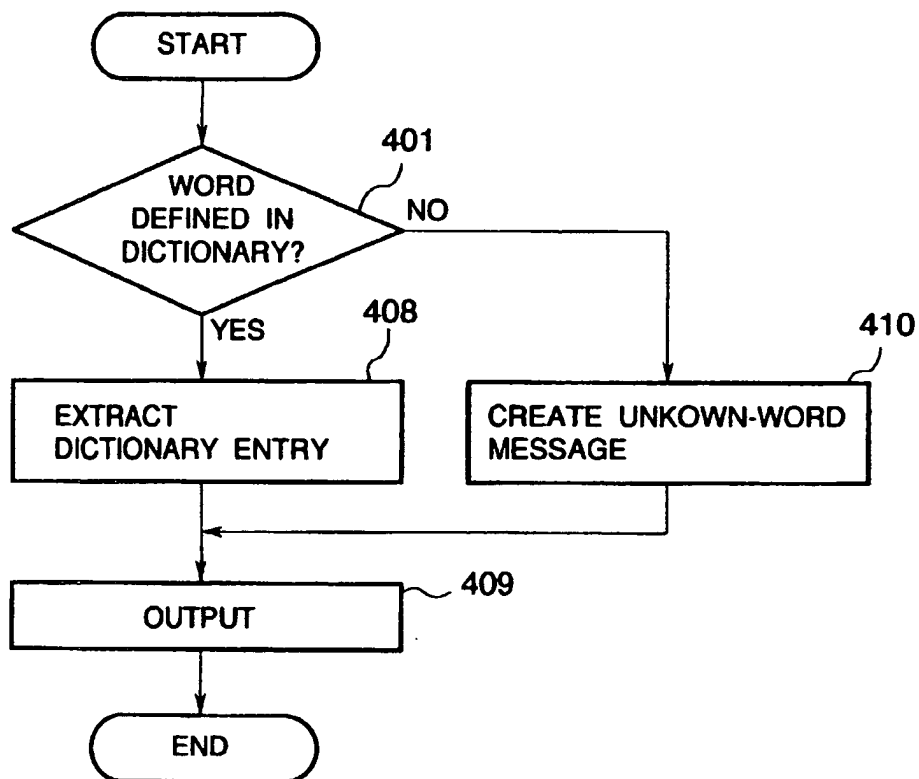 START
401
WORD
DEFINED IN
DICTIONARY?
NO
YES
408
EXTRACT
DICTIONARY ENTRY
410
CREATE UNKOWN-WORD
MESSAGE
409
OUTPUT
END